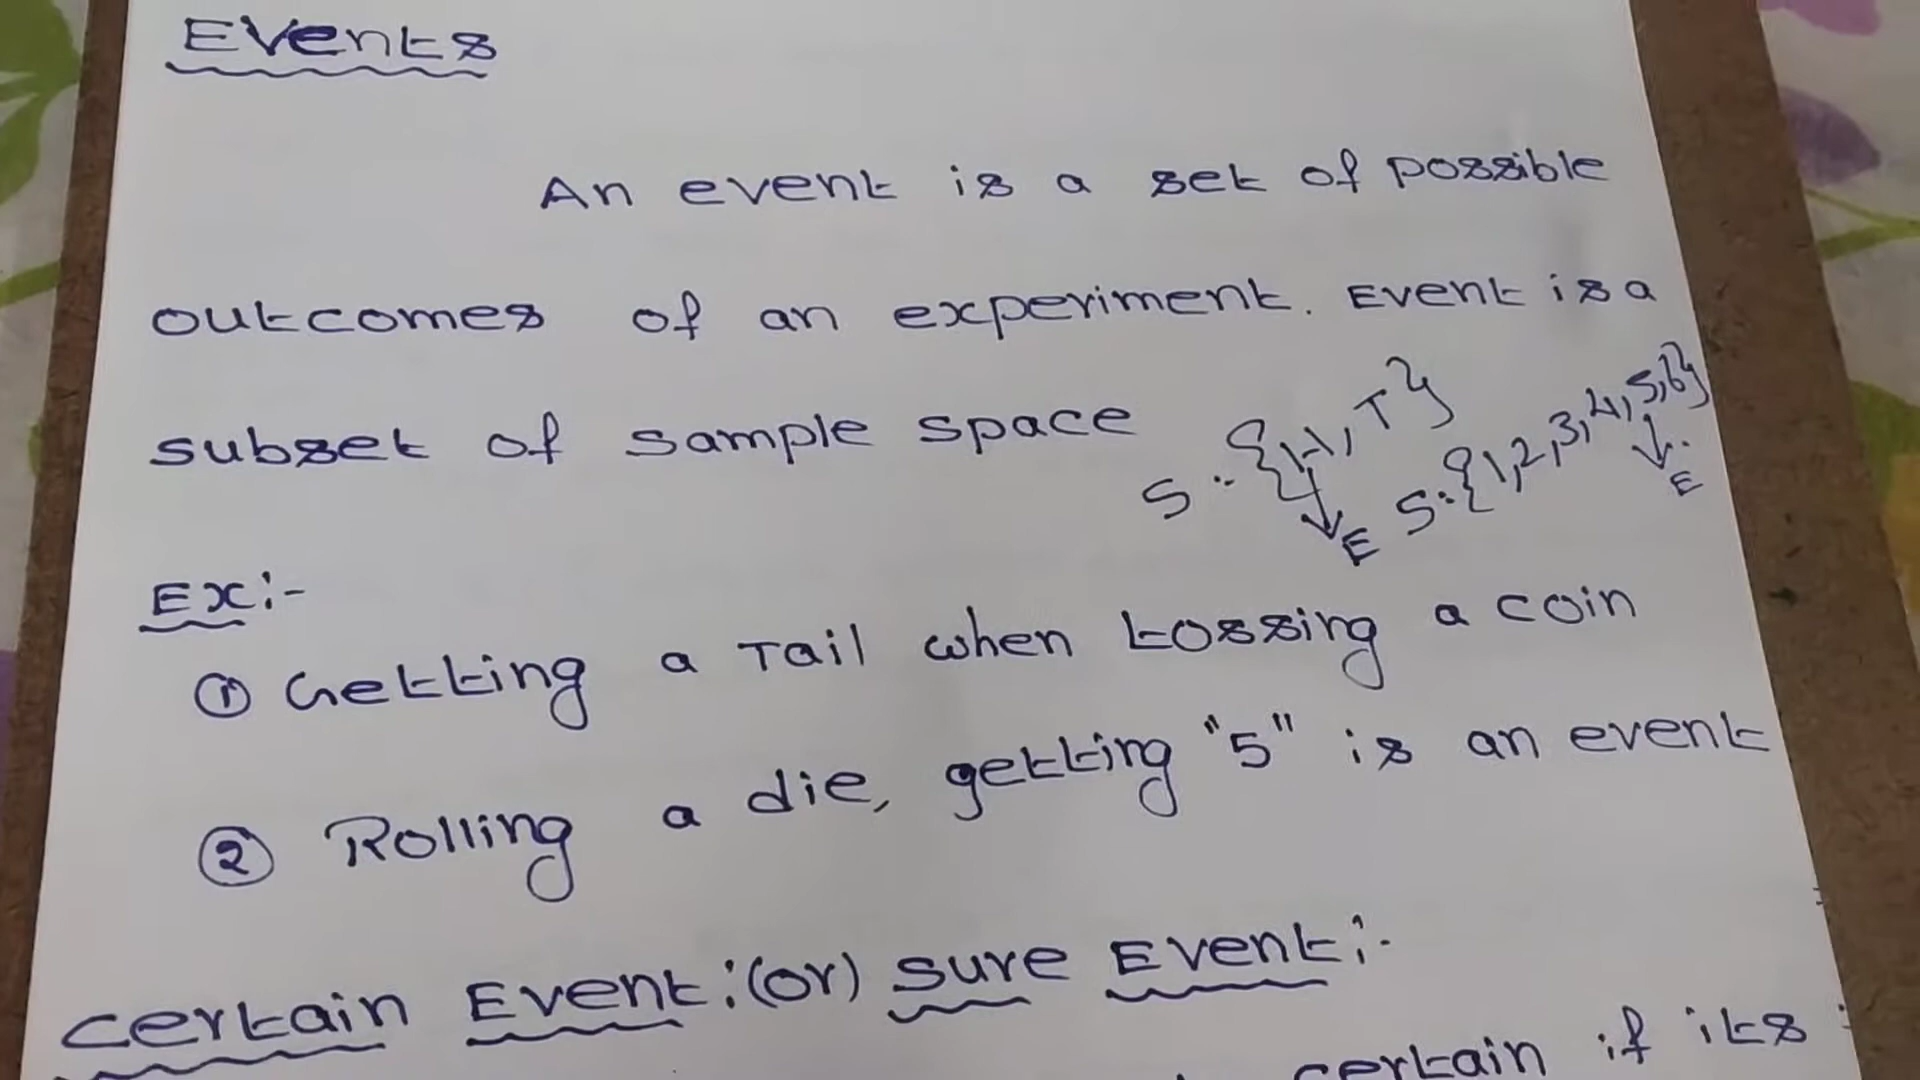 Events
An event is a set of possible
outcomes of an experiment. Event is a
subset of sample space
S:{H, T}
E
S:{1,2,3,4,5,6}
E
Ex:-
① Getting a Tail when tossing a coin
② Rolling a die, getting "5" is an event
Certain Event:(or) Sure Event:-
certain if its